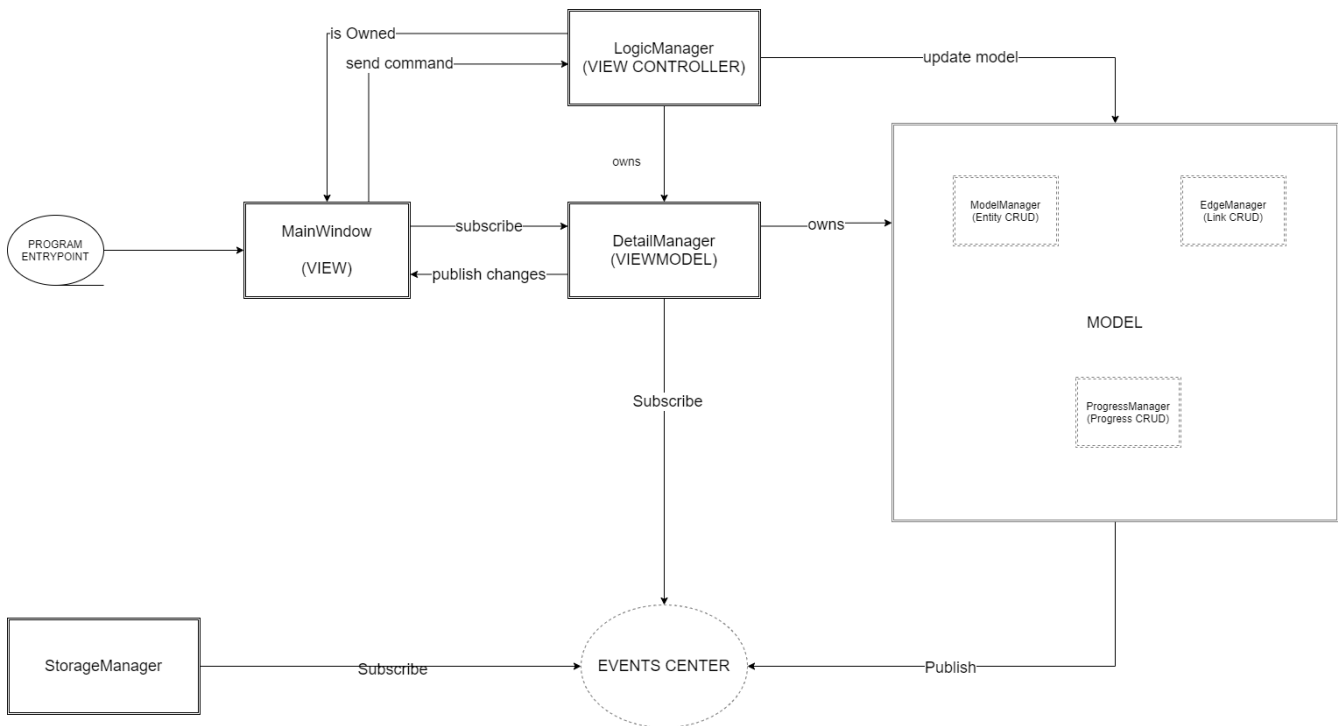 is Owned
LogicManager
(VIEW CONTROLLER)
send command
update model
owns
ModelManager
(Entity CRUD)
EdgeManager
(Link CRUD)
PROGRAM
ENTRYPOINT
MainWindow
(VIEW)
subscribe
publish changes
DetailManager
(VIEWMODEL)
owns
MODEL
ProgressManager
(Progress CRUD)
Subscribe
StorageManager
Subscribe
EVENTS CENTER
Publish